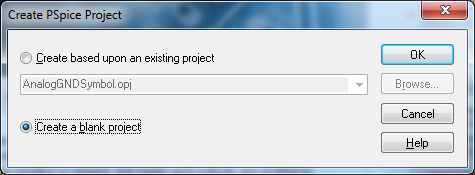 Create PSpice Project
Create based upon an existing project
OK
AnalogGNDSymbol.opj
Browse...
Create a blank project
Cancel
Help